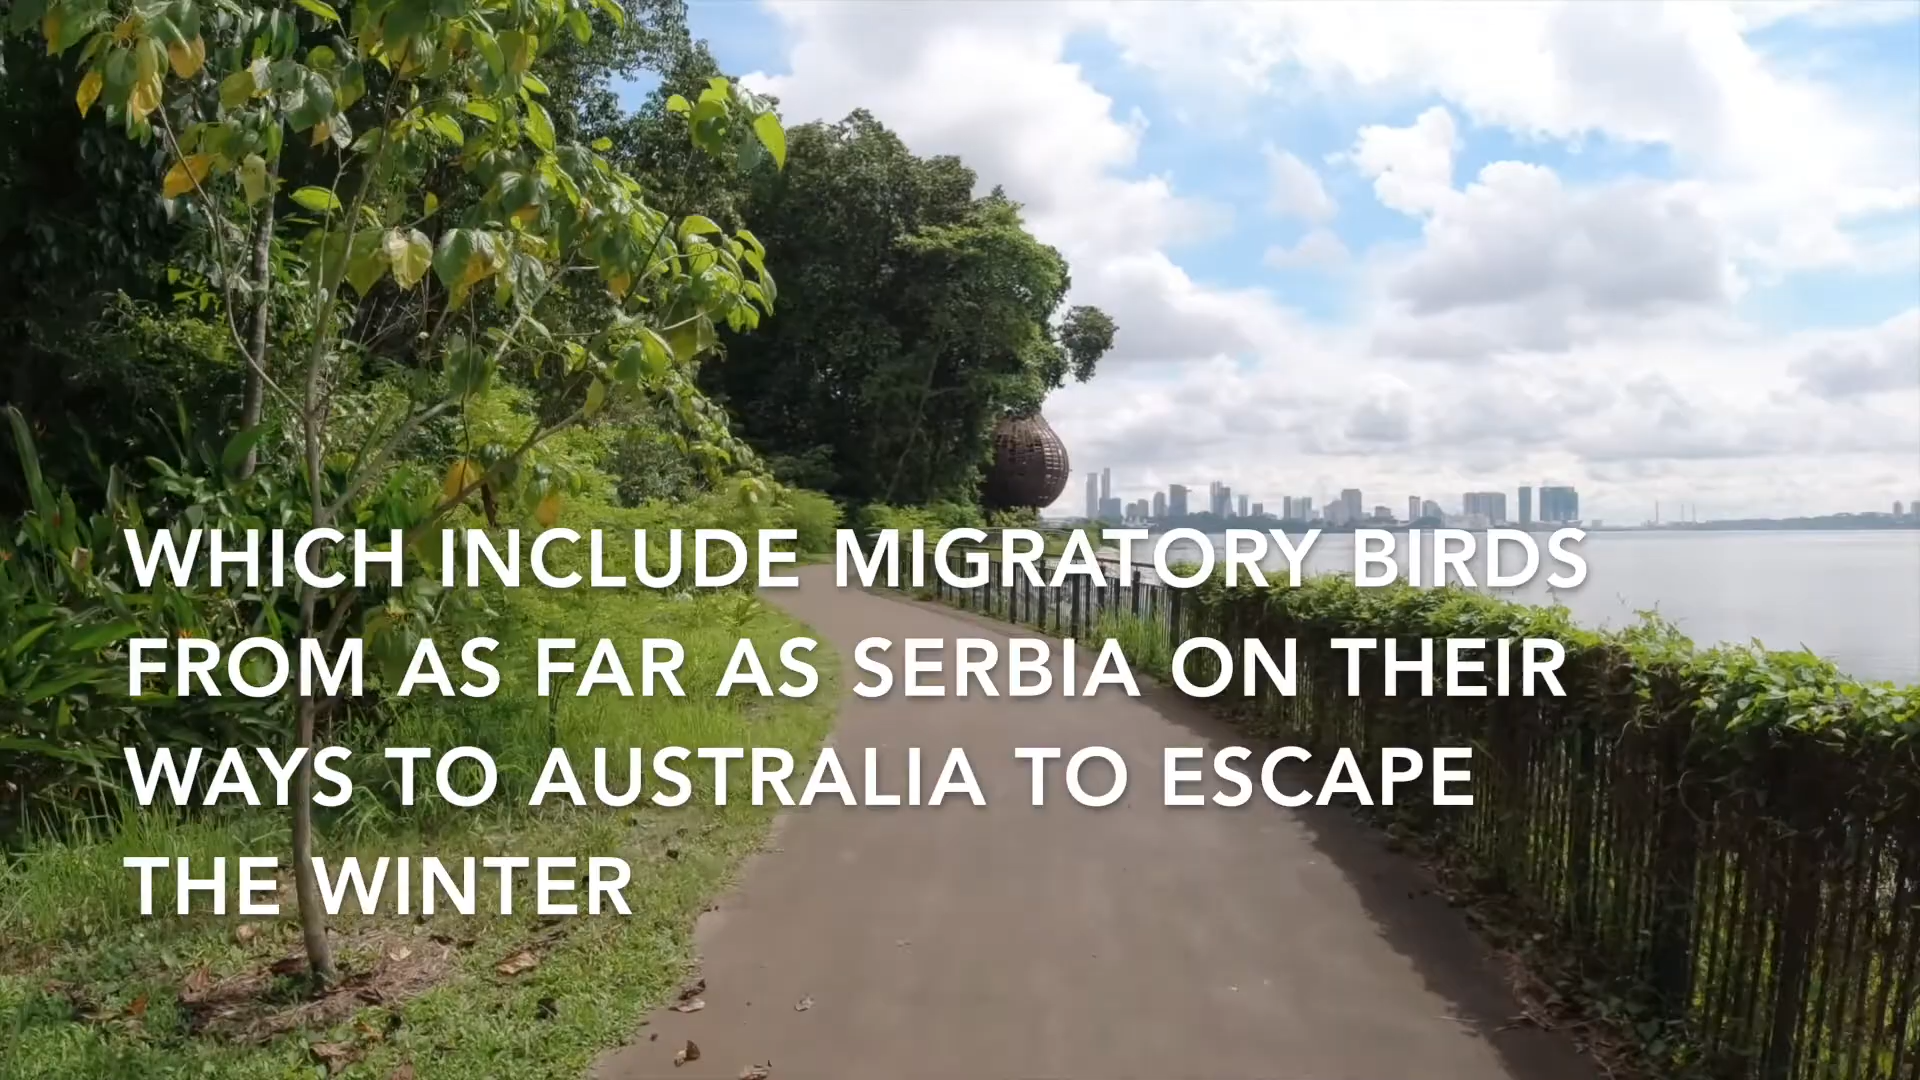 WHICH INCLUDE MIGRATORY BIRDS
FROM AS FAR AS SERBIA ON THEIR
WAYS TO AUSTRALIA TO ESCAPE
THE WINTER